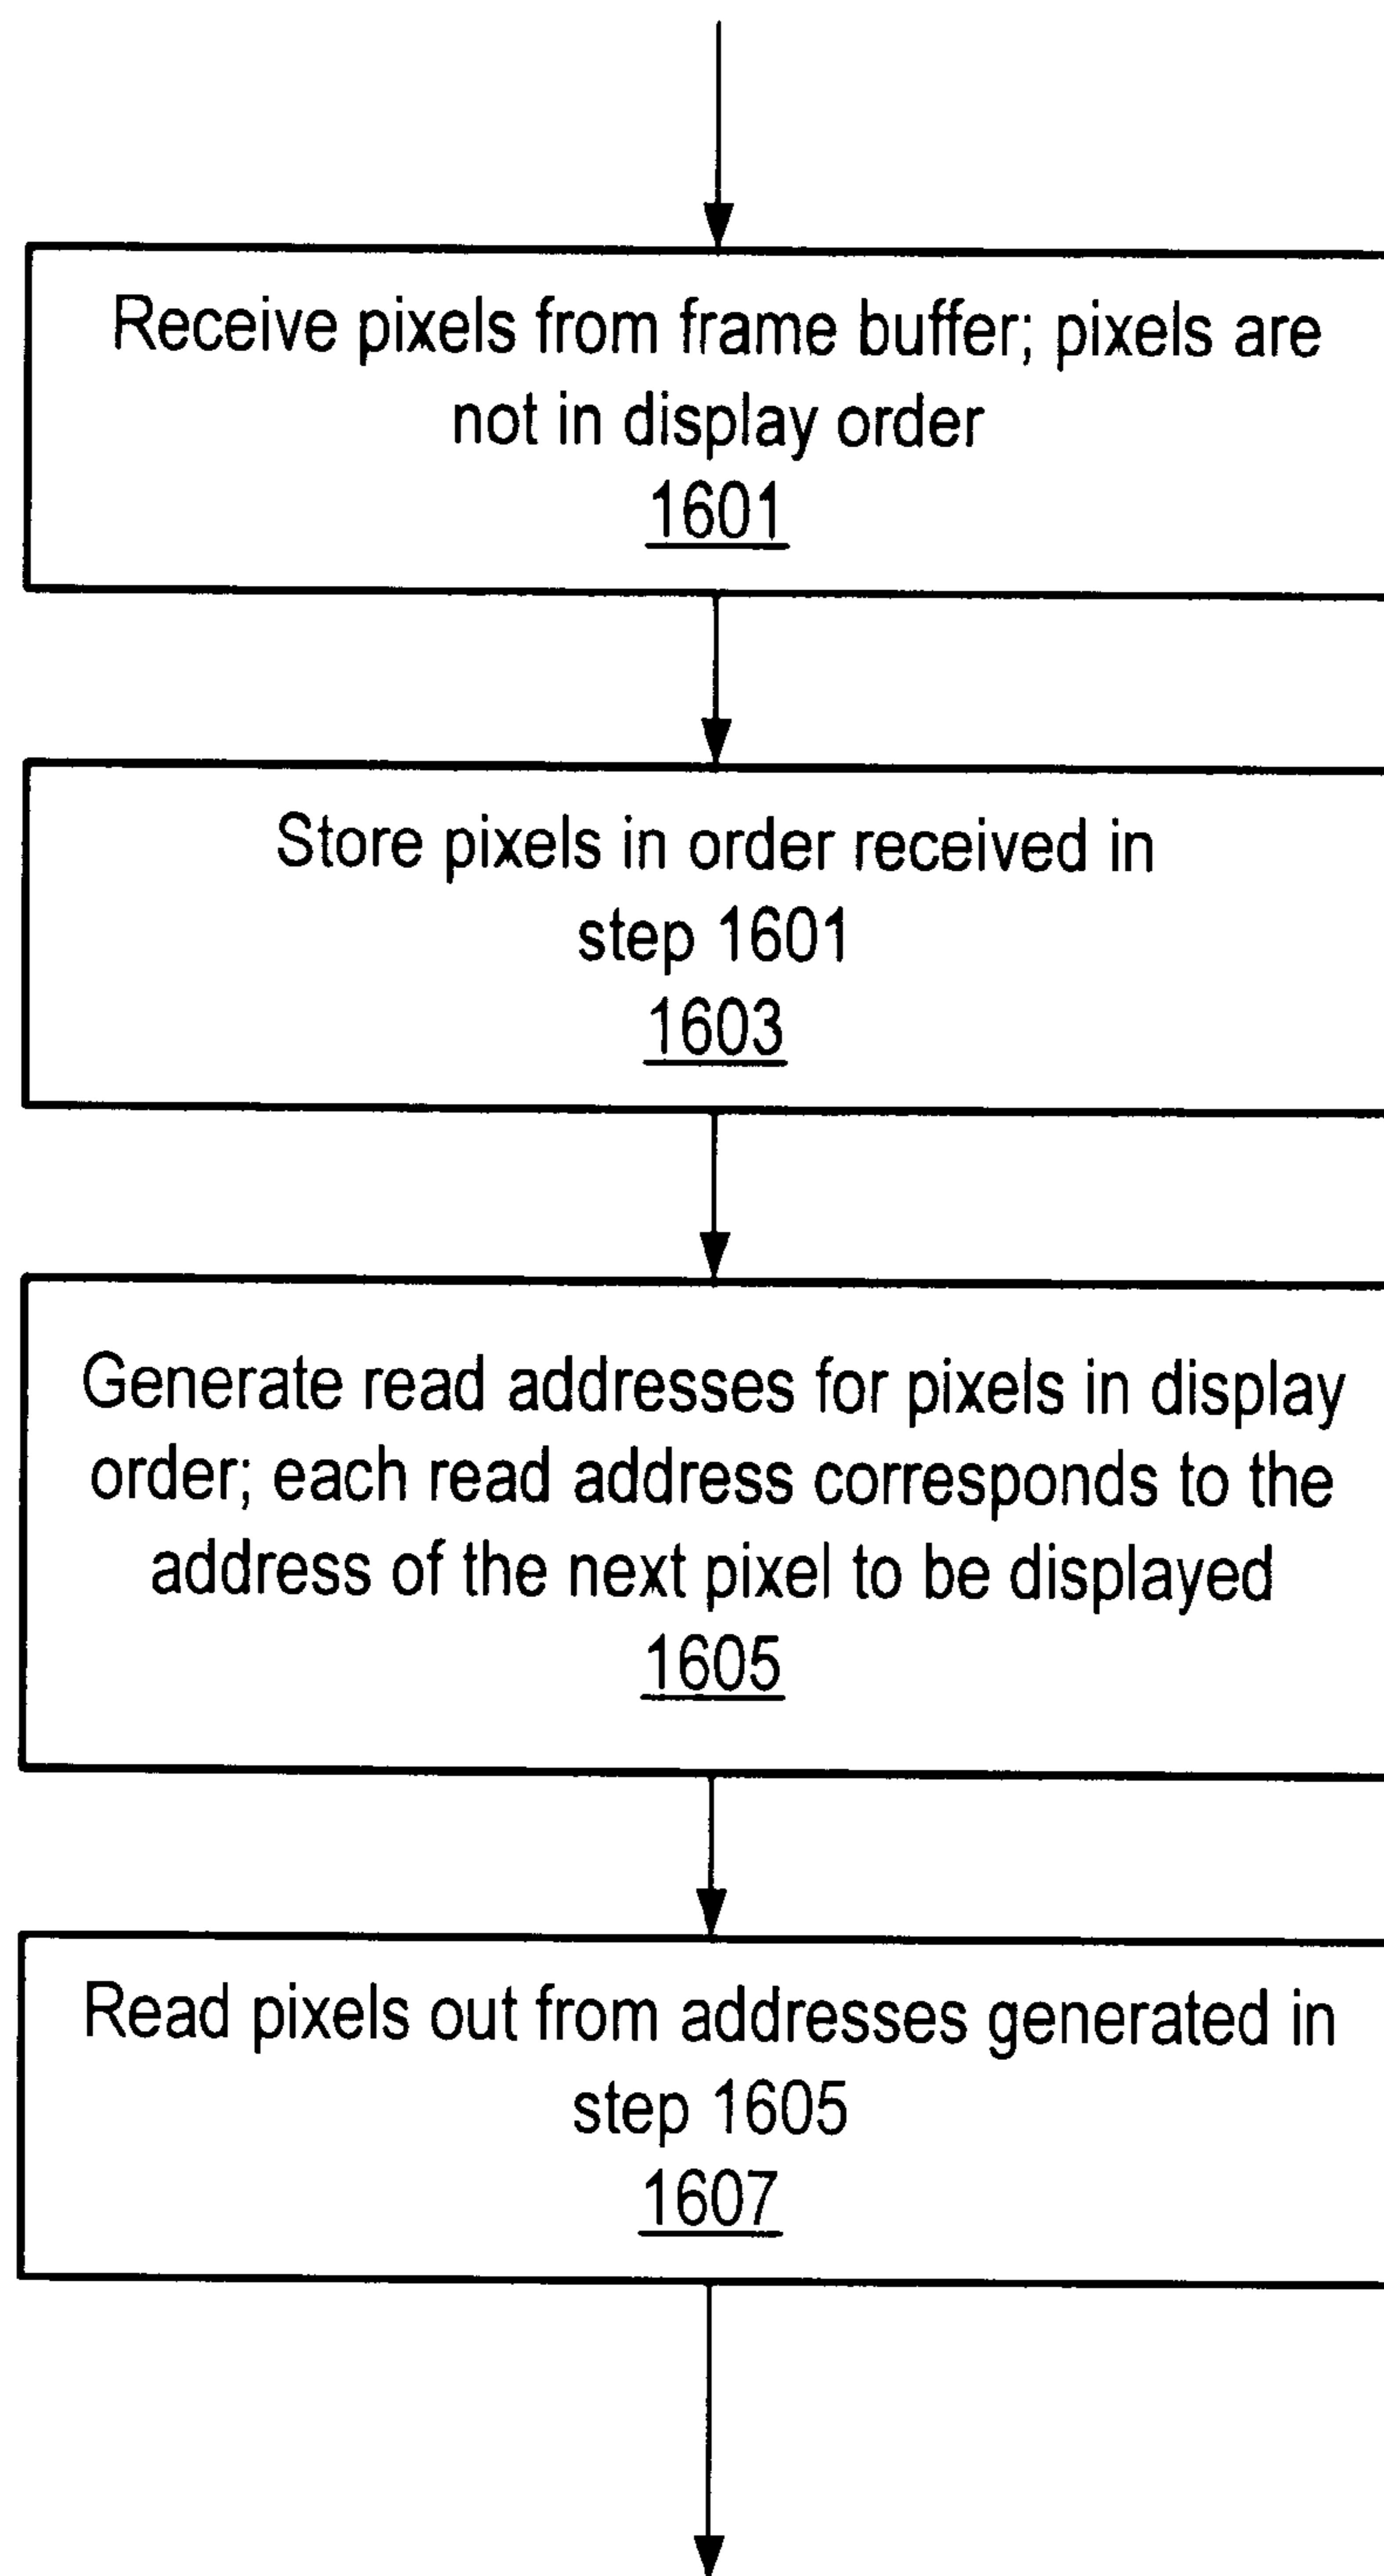 Receive pixels from frame buffer; pixels are
not in display order
1601
Store pixels in order received in
step 1601
1603
Generate read addresses for pixels in display
order; each read address corresponds to the
address of the next pixel to be displayed
1605
Read pixels out from addresses generated in
step 1605
1607